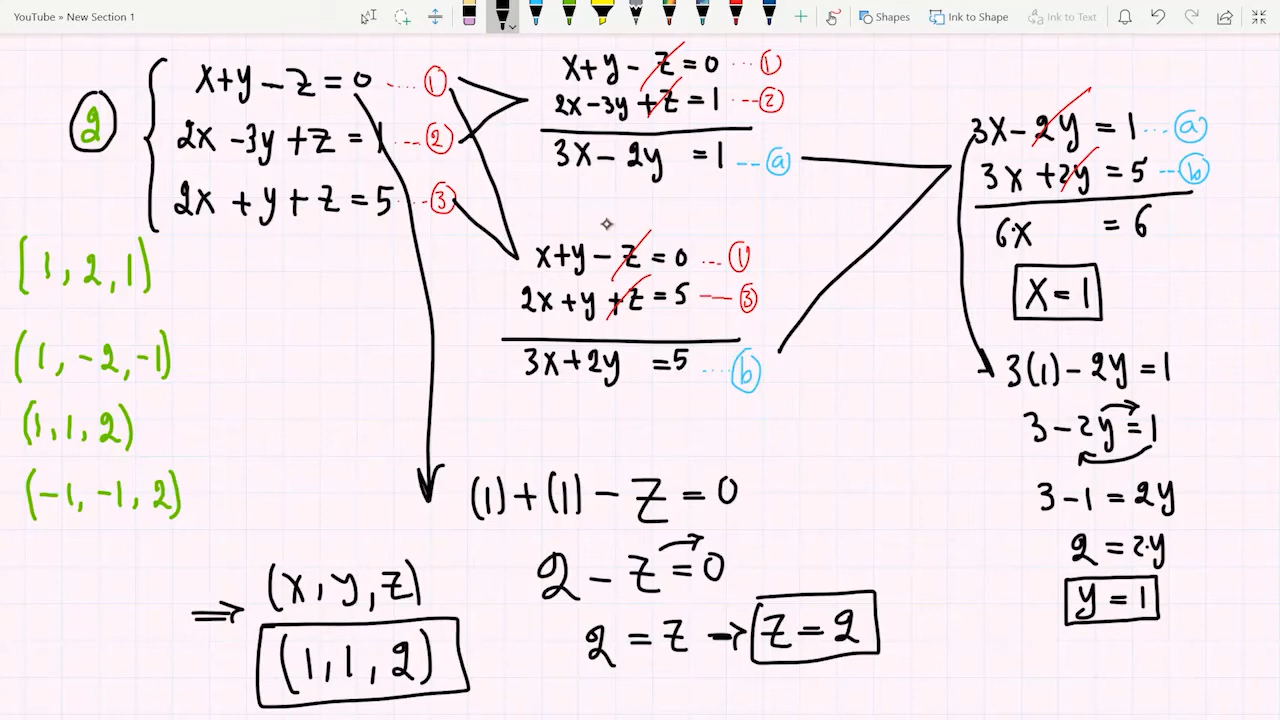 YouTube » New Section 1
Shapes
Ink to Shape
Ink to Text
2
x+y-z=0 ... ①
2x-3y+z=1 ... ②
2x+y+z=5 ... ③
(1, 2, 1)
(1, -2, -1)
(1, 1, 2)
(-1, -1, 2)
x+y-z=0 ... ①
2x-3y+z=1 ... ②
3x-2y =1 ... ⓐ
x+y-z=0 ... ①
2x+y+z=5 ... ③
3x+2y =5 ... ⓑ
3x-2y=1 ... ⓐ
3x+2y=5 ... ⓑ
6·x =6
x=1
3(1)-2y=1
3-2y=1
3-1=2y
2=2·y
y=1
(1)+(1)-z=0
2-z=0
2=z → z=2
⇒ (x, y, z)
(1, 1, 2)